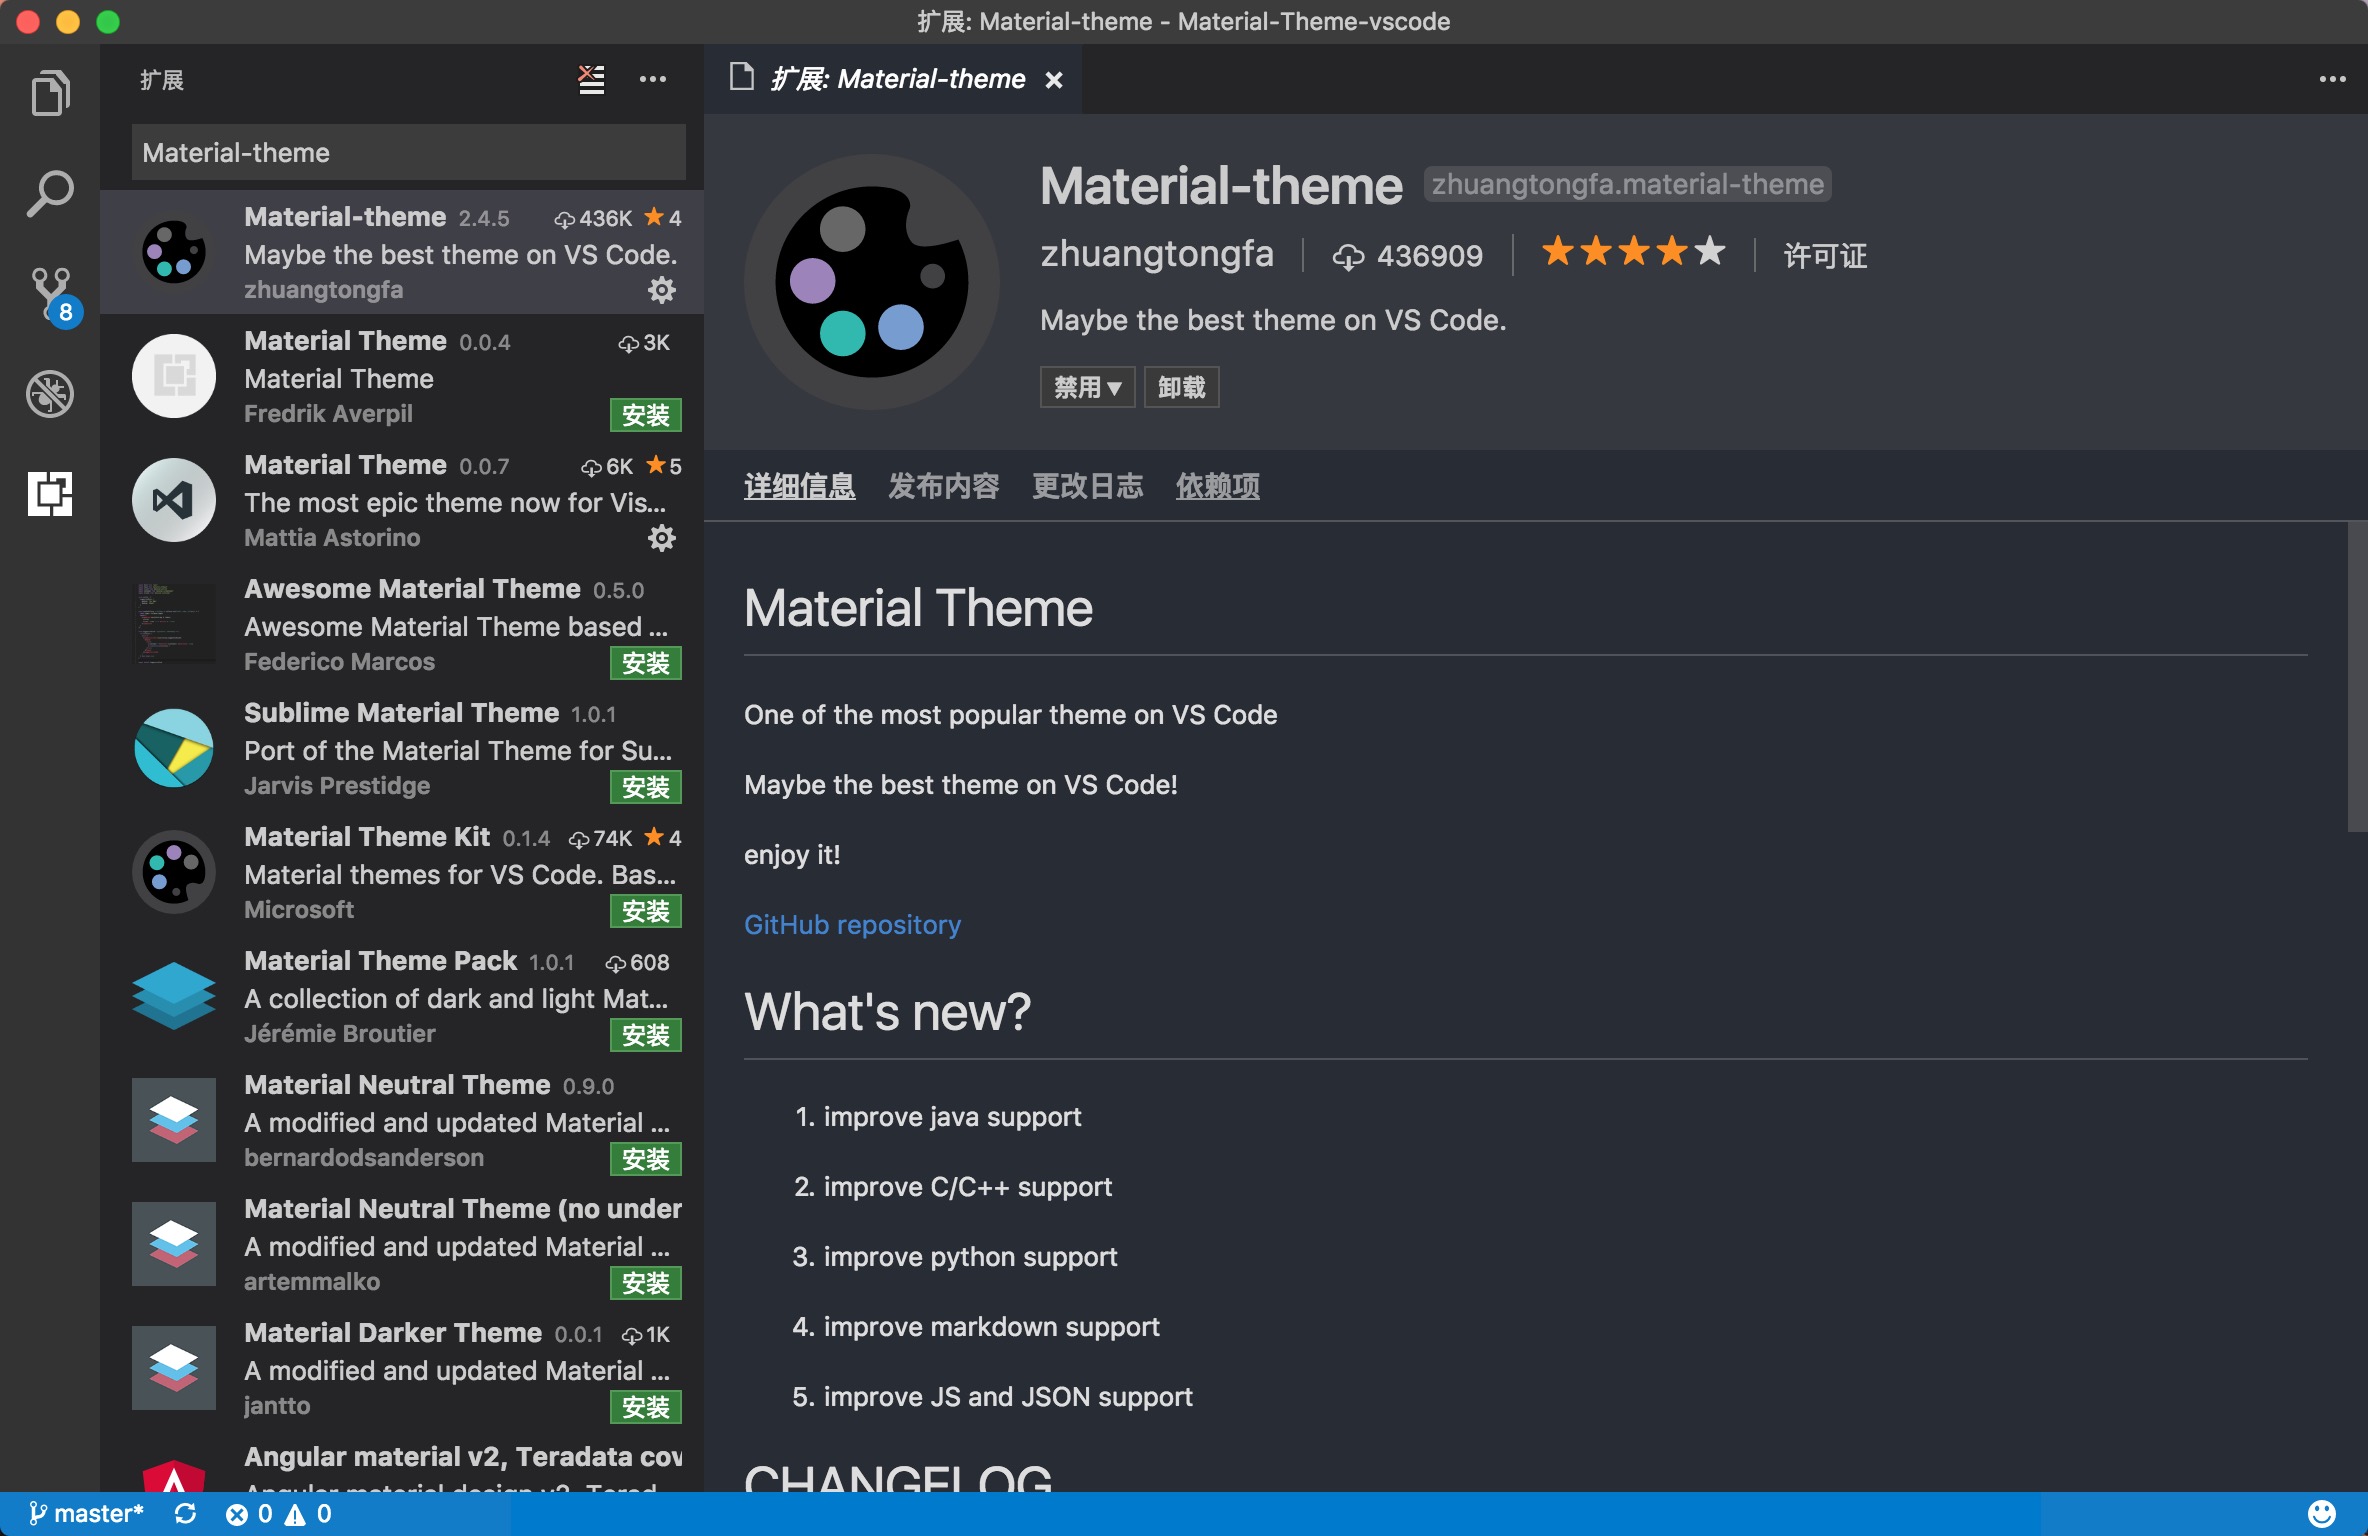 扩展: Material-theme - Material-Theme-vscode
扩展
Material-theme
Material-theme 2.4.5 436K 4
Maybe the best theme on VS Code.
zhuangtongfa
Material Theme 0.0.4 3K
Material Theme
Fredrik Averpil 安装
Material Theme 0.0.7 6K 5
The most epic theme now for Vis...
Mattia Astorino
Awesome Material Theme 0.5.0
Awesome Material Theme based ...
Federico Marcos 安装
Sublime Material Theme 1.0.1
Port of the Material Theme for Su...
Jarvis Prestidge 安装
Material Theme Kit 0.1.4 74K 4
Material themes for VS Code. Bas...
Microsoft 安装
Material Theme Pack 1.0.1 608
A collection of dark and light Mat...
Jérémie Broutier 安装
Material Neutral Theme 0.9.0
A modified and updated Material ...
bernardodsanderson 安装
Material Neutral Theme (no under
A modified and updated Material ...
artemmalko 安装
Material Darker Theme 0.0.1 1K
A modified and updated Material ...
jantto 安装
Angular material v2, Teradata cov
8
扩展: Material-theme
Material-theme zhuangtongfa.material-theme
zhuangtongfa 436909 许可证
Maybe the best theme on VS Code.
禁用 卸载
详细信息 发布内容 更改日志 依赖项
Material Theme
One of the most popular theme on VS Code
Maybe the best theme on VS Code!
enjoy it!
GitHub repository
What's new?
1. improve java support
2. improve C/C++ support
3. improve python support
4. improve markdown support
5. improve JS and JSON support
CHANGELOG
master* 0 0